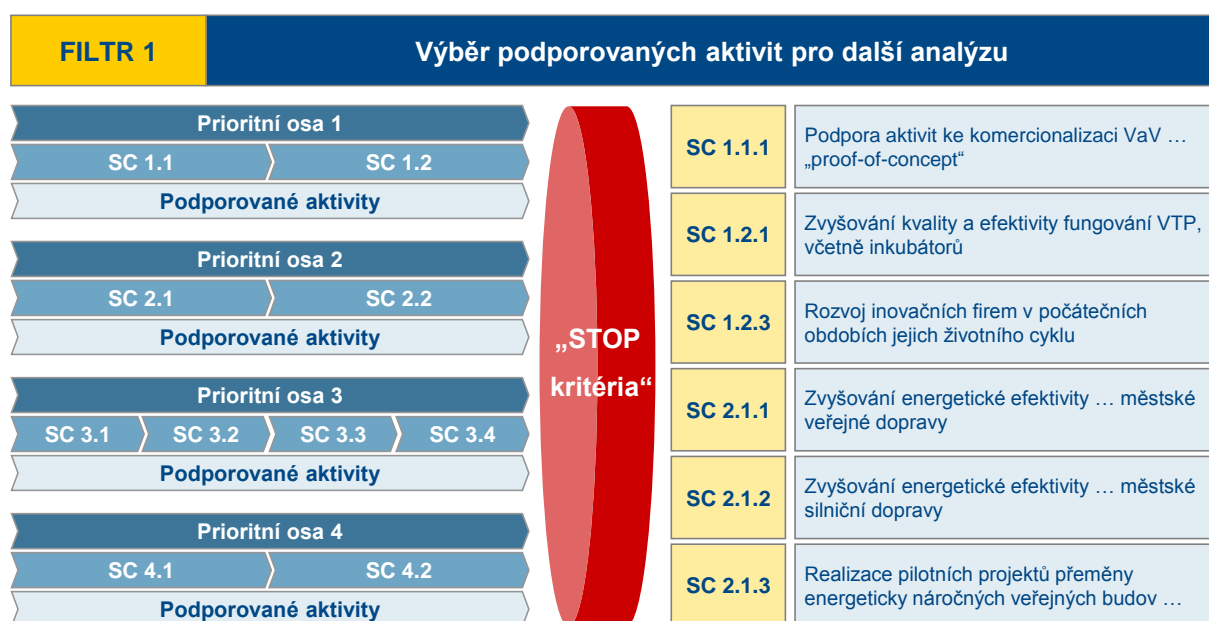 FILTR 1
Výběr podporovaných aktivit pro další analýzu
Prioritní osa 1
SC 1.1
SC 1.2
Podporované aktivity
Prioritní osa 2
SC 2.1
SC 2.2
Podporované aktivity
Prioritní osa 3
SC 3.1
SC 3.2
SC 3.3
SC 3.4
Podporované aktivity
Prioritní osa 4
SC 4.1
SC 4.2
Podporované aktivity
„STOP
kritéria“
SC 1.1.1
Podpora aktivit ke komercionalizaci VaV …
„proof-of-concept“
SC 1.2.1
Zvyšování kvality a efektivity fungování VTP,
včetně inkubátorů
SC 1.2.3
Rozvoj inovačních firem v počátečních
obdobích jejich životního cyklu
SC 2.1.1
Zvyšování energetické efektivity … městské
veřejné dopravy
SC 2.1.2
Zvyšování energetické efektivity … městské
silniční dopravy
SC 2.1.3
Realizace pilotních projektů přeměny
energeticky náročných veřejných budov …